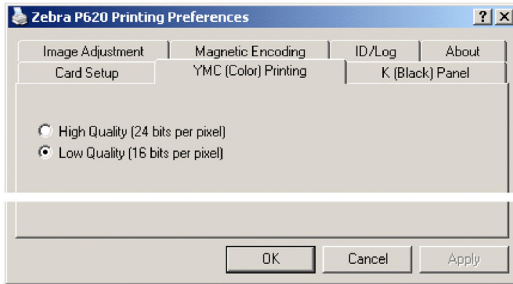 Zebra P620 Printing Preferences
Image Adjustment Magnetic Encoding ID/Log About
Card Setup YMC (Color) Printing K (Black) Panel
High Quality (24 bits per pixel)
Low Quality (16 bits per pixel)
OK Cancel Apply